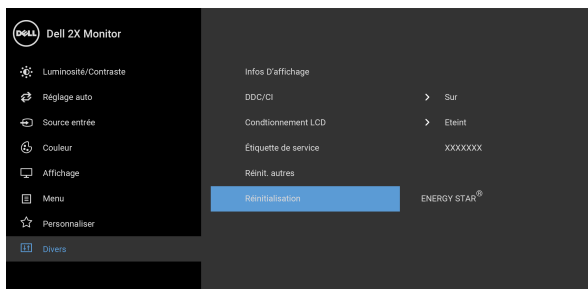 DELL Dell 2X Monitor
Luminosité/Contraste
Réglage auto
Source entrée
Couleur
Affichage
Menu
Personnaliser
Divers
Infos D'affichage
DDC/CI > Sur
Condtionnement LCD > Eteint
Étiquette de service XXXXXXX
Réinit. autres
Réinitialisation ENERGY STAR®